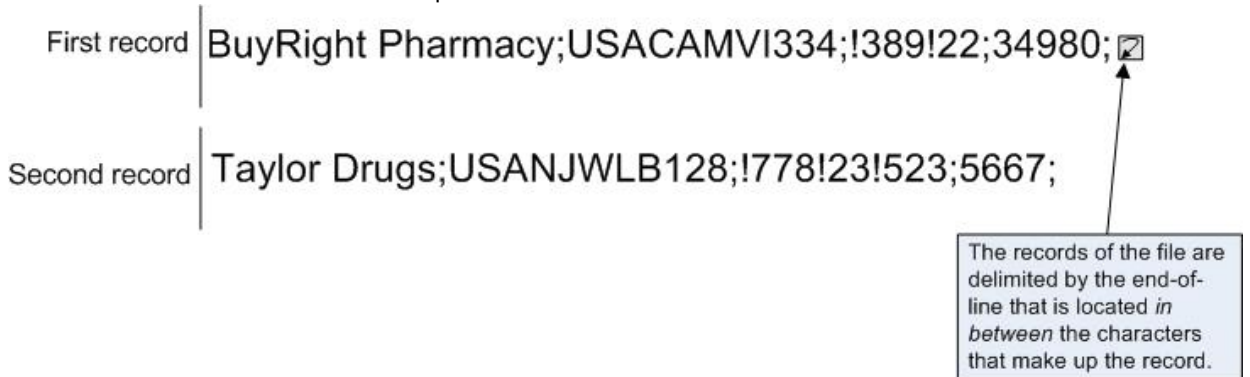 First record BuyRight Pharmacy;USACAMVI334;!389!22;34980;
Second record Taylor Drugs;USANJWLB128;!778!23!523;5667;
The records of the file are
delimited by the end-of-
line that is located in
between the characters
that make up the record.